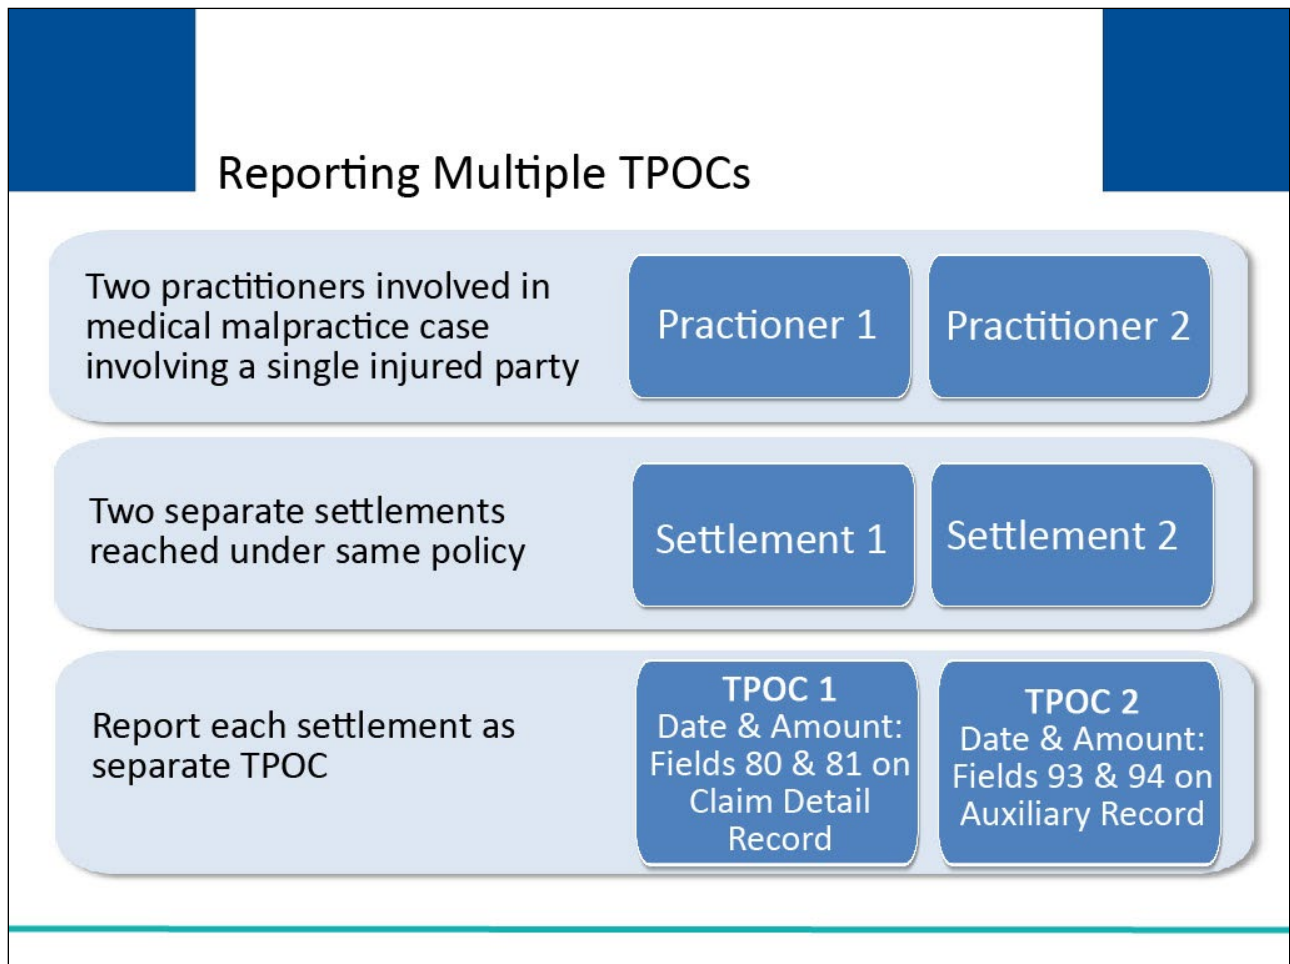 Reporting Multiple TPOCs
Two practitioners involved in
medical malpractice case
involving a single injured party
Practioner 1
Practitioner 2
Two separate settlements
reached under same policy
Settlement 1
Settlement 2
Report each settlement as
separate TPOC
TPOC 1
Date & Amount:
Fields 80 & 81 on
Claim Detail
Record
TPOC 2
Date & Amount:
Fields 93 & 94 on
Auxiliary Record